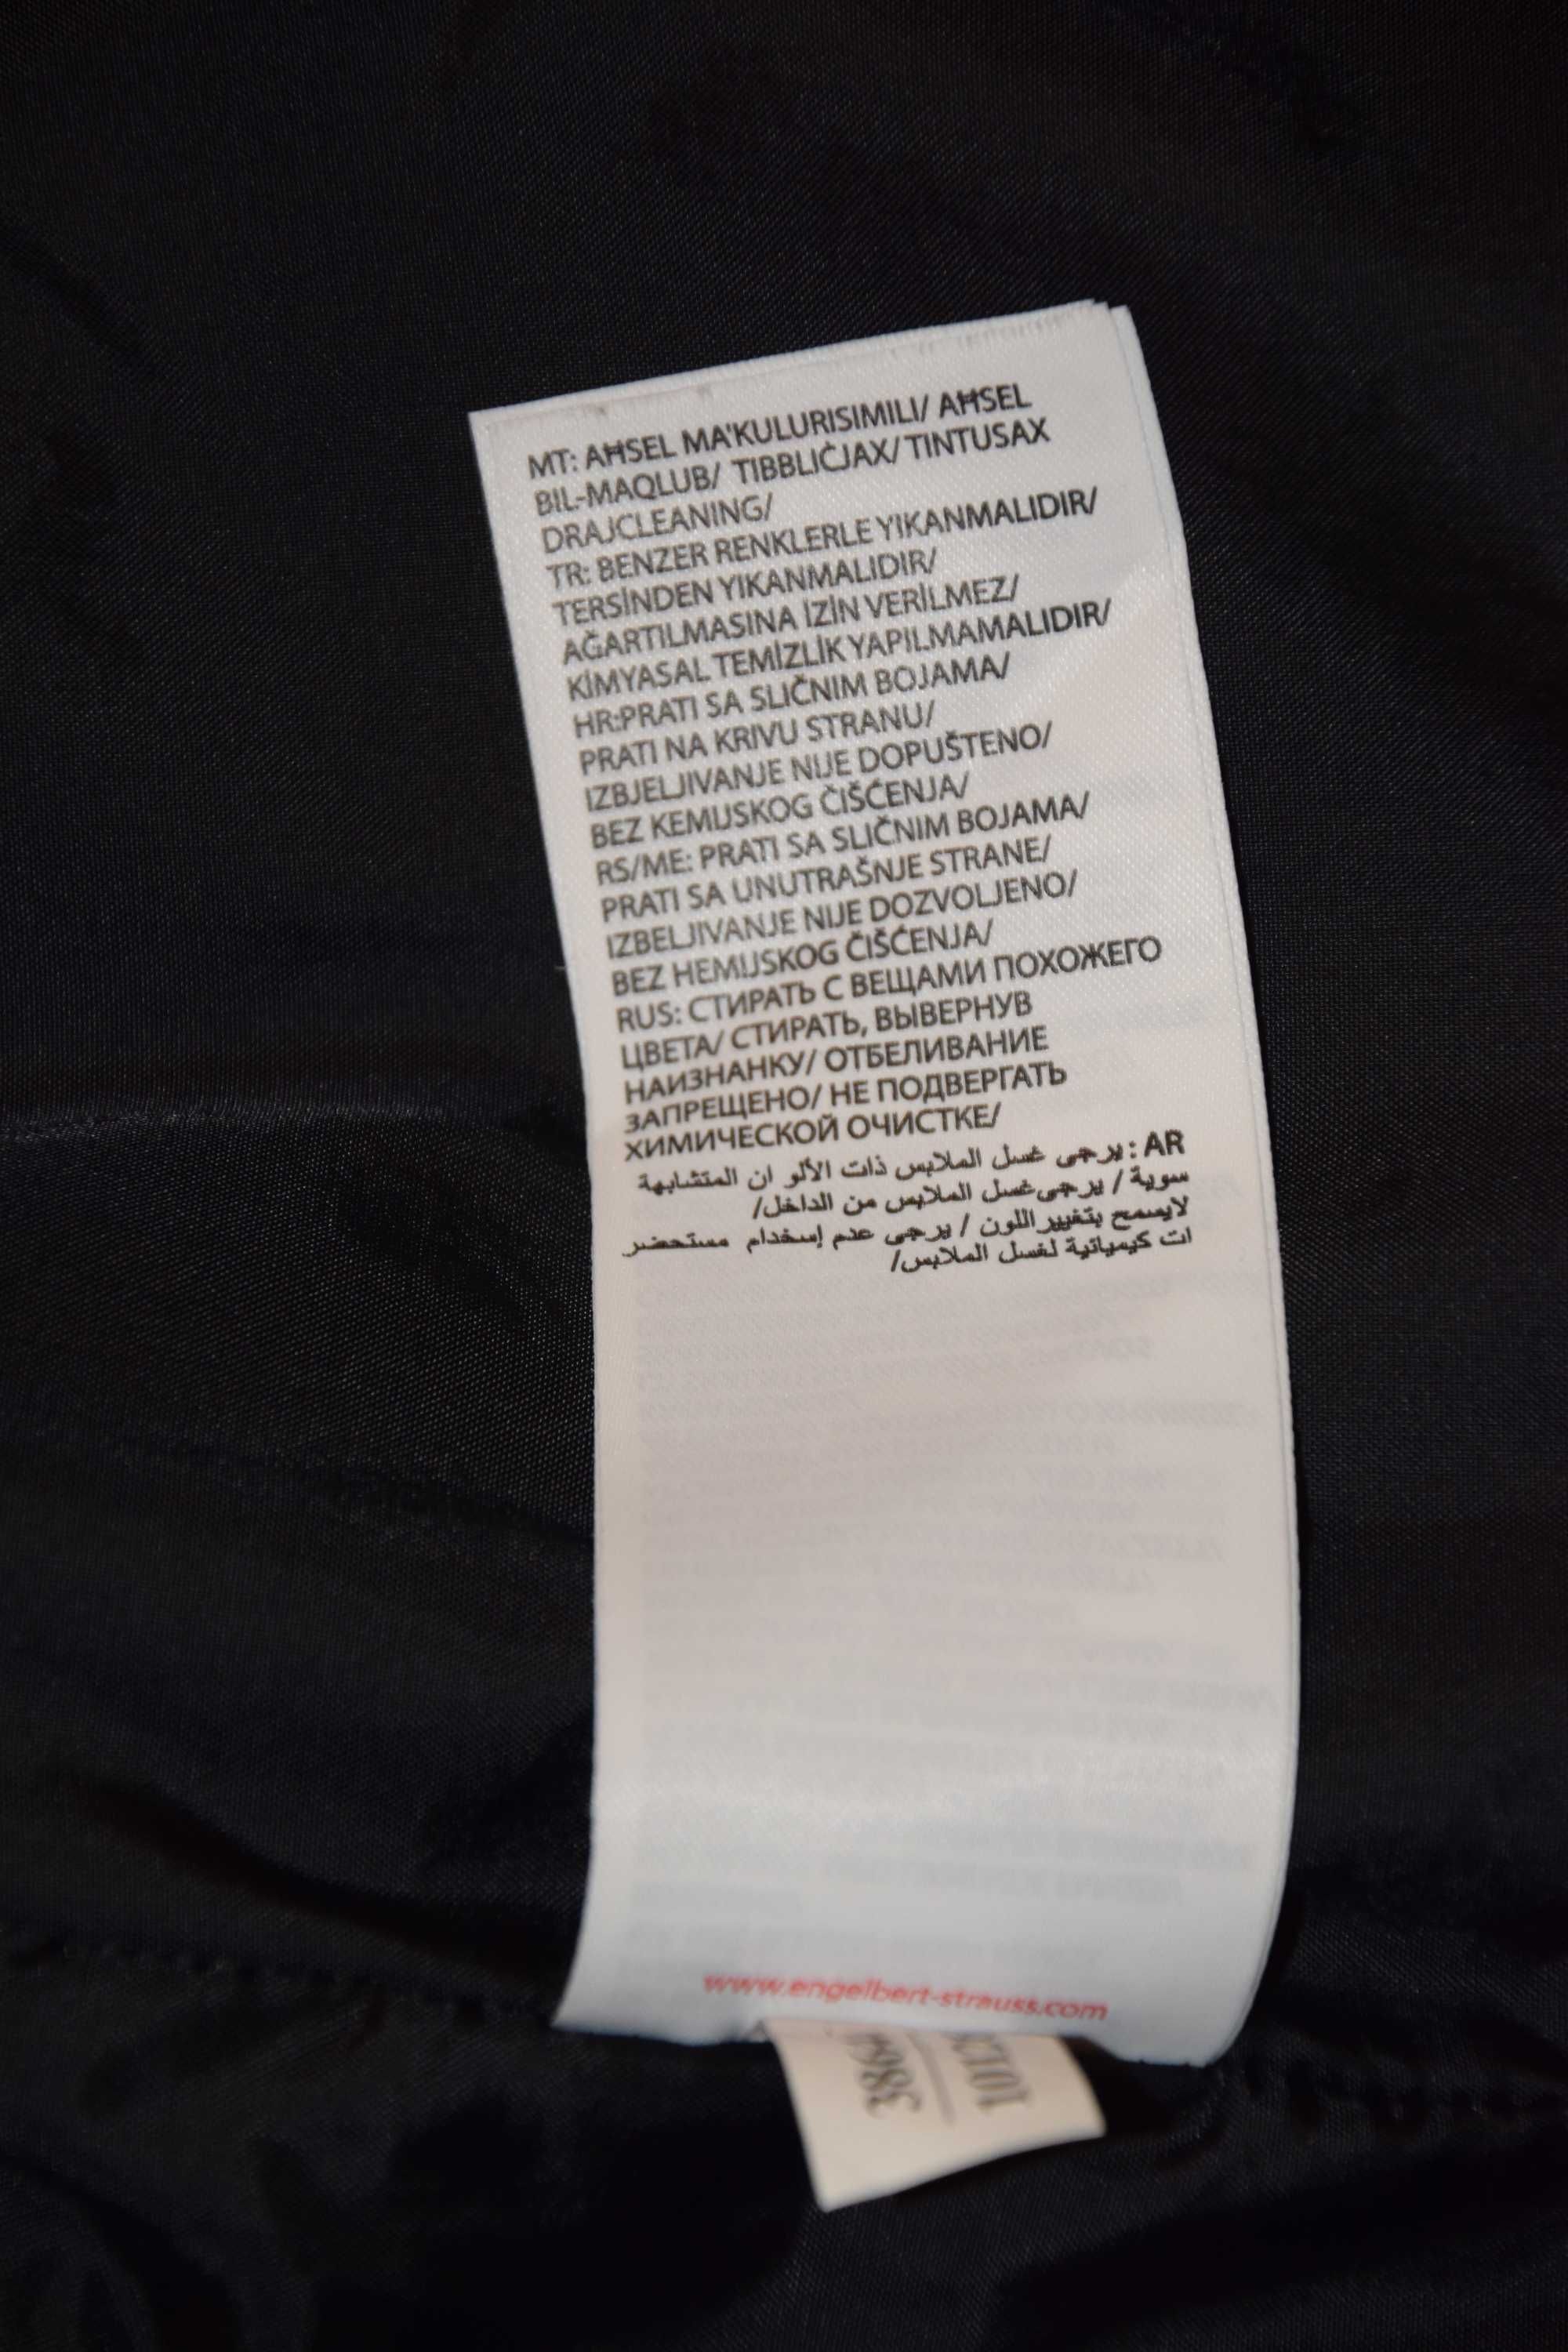 MT: AĦSEL MA'KULURISIMILI/ AĦSEL
BIL-MAQLUB/ TIBBLIĊJAX/ TINTUSAX
DRAJCLEANING/
TR: BENZER RENKLERLE YIKANMALIDIR/
TERSİNDEN YIKANMALIDIR/
AĞARTILMASINA İZİN VERİLMEZ/
KİMYASAL TEMİZLİK YAPILMAMALIDIR/
HR:PRATI SA SLIČNIM BOJAMA/
PRATI NA KRIVU STRANU/
IZBJELJIVANJE NIJE DOPUŠTENO/
BEZ KEMIJSKOG ČIŠĆENJA/
RS/ME: PRATI SA SLIČNIM BOJAMA/
PRATI SA UNUTRAŠNJE STRANE/
IZBELJIVANJE NIJE DOZVOLJENO/
BEZ HEMIJSKOG ČIŠĆENJA/
RUS: СТИРАТЬ С ВЕЩАМИ ПОХОЖЕГО
ЦВЕТА/ СТИРАТЬ, ВЫВЕРНУВ
НАИЗНАНКУ/ ОТБЕЛИВАНИЕ
ЗАПРЕЩЕНО/ НЕ ПОДВЕРГАТЬ
ХИМИЧЕСКОЙ ОЧИСТКЕ/
AR : يرجى غسل الملابس ذات الألو ان المتشابهة
سوية / يرجى غسل الملابس من الداخل/
لايسمح بتغيير اللون / يرجى عدم إسخدام مستحضر
ات كيميائية لغسل الملابس/
www.engelbert-strauss.com